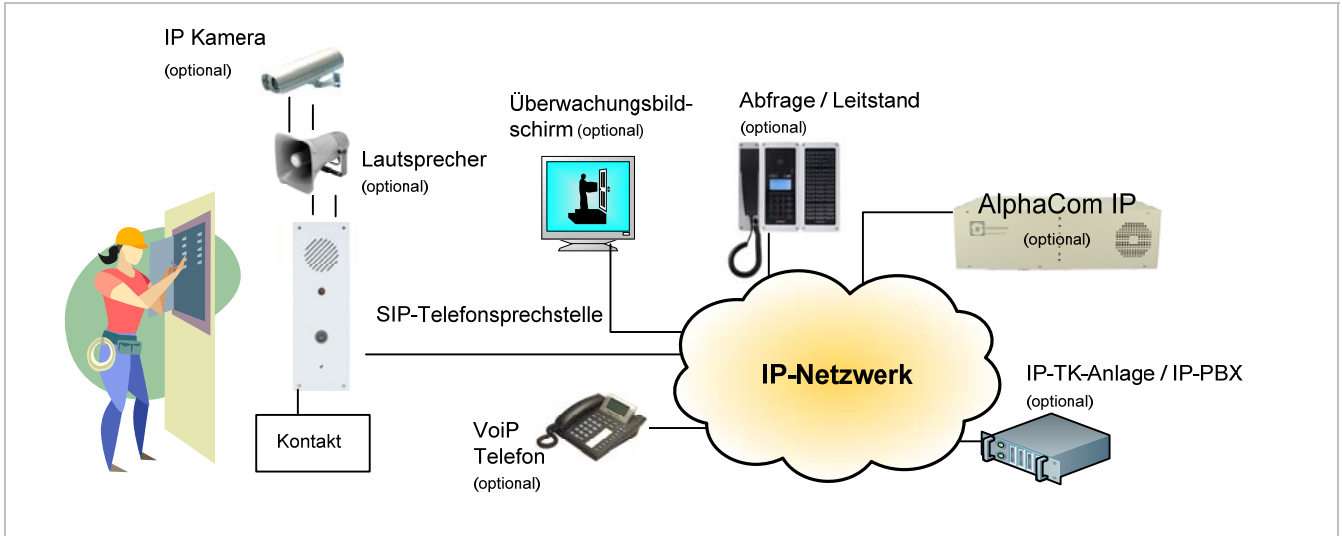 IP Kamera
(optional)
Lautsprecher
(optional)
Überwachungsbild-
schirm (optional)
Abfrage / Leitstand
(optional)
AlphaCom IP
(optional)
SIP-Telefonsprechstelle
IP-Netzwerk
IP-TK-Anlage / IP-PBX
(optional)
Kontakt
VoiP
Telefon
(optional)